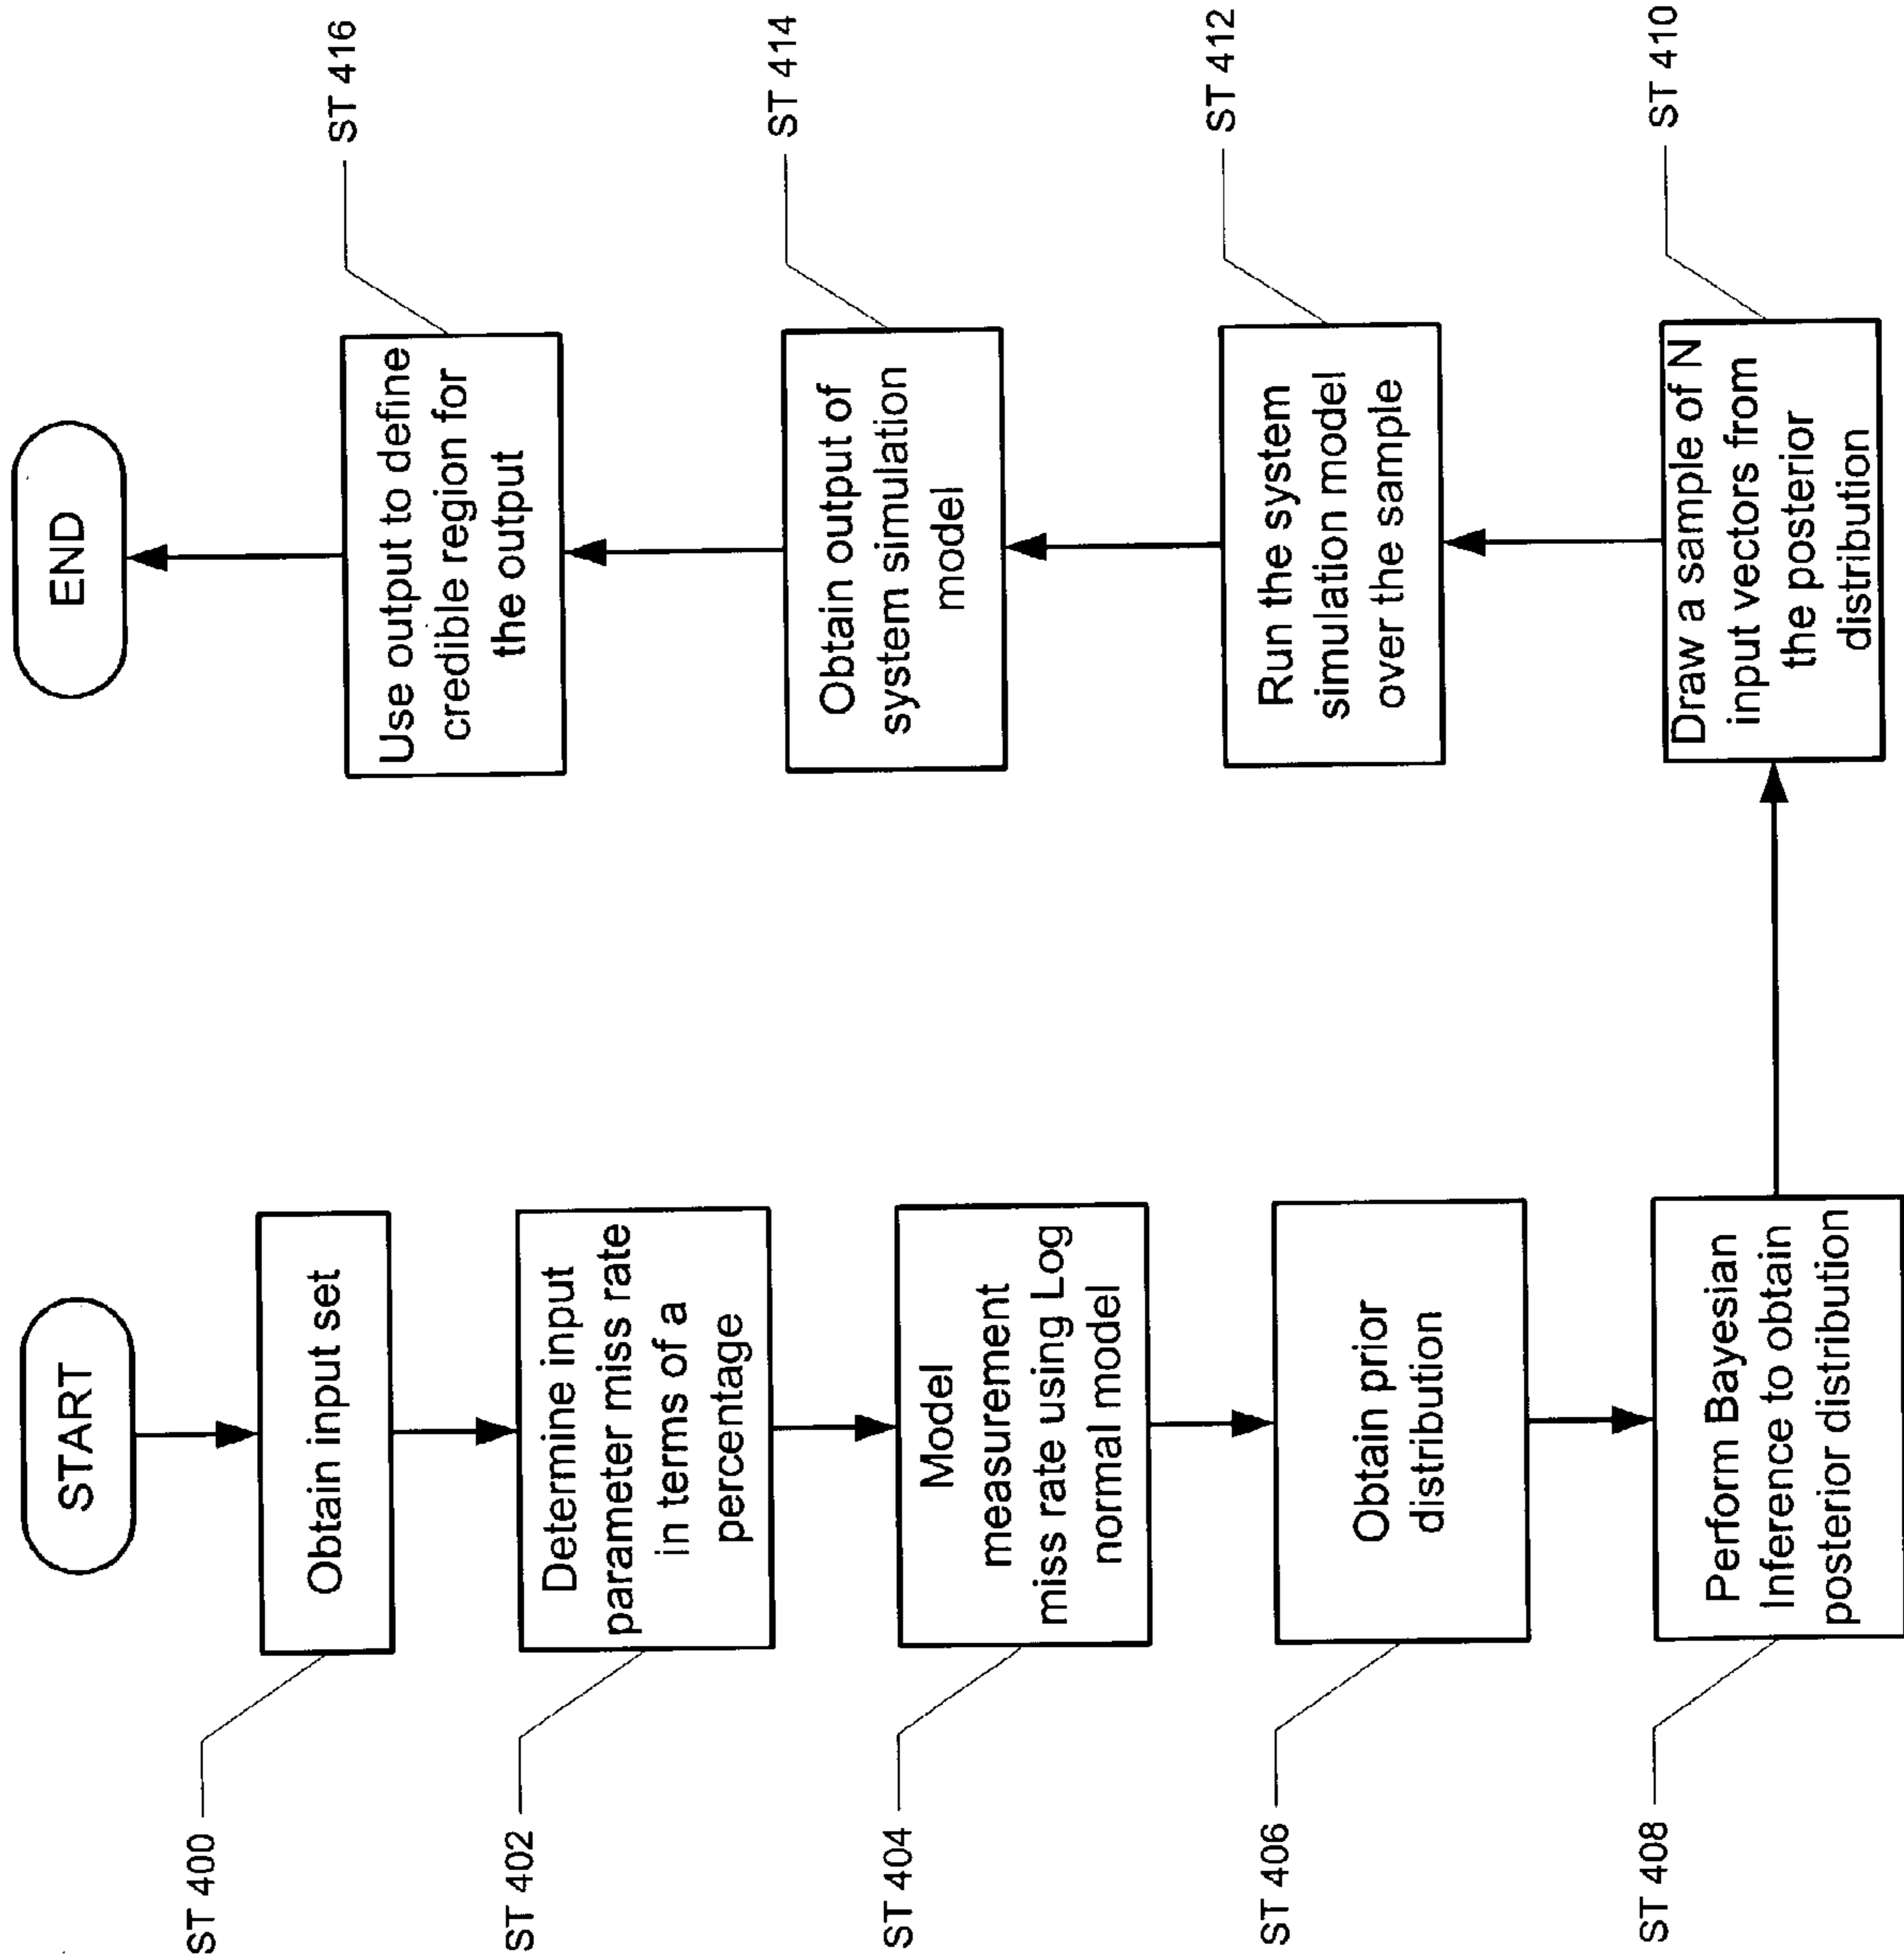 START
ST 400
Obtain input set
ST 402
Determine input
parameter miss rate
in terms of a
percentage
ST 404
Model
measurement
miss rate using Log
normal model
ST 406
Obtain prior
distribution
ST 408
Perform Bayesian
Inference to obtain
posterior distribution
Draw a sample of N
input vectors from
the posterior
distribution
ST 410
Run the system
simulation model
over the sample
ST 412
Obtain output of
system simulation
model
ST 414
Use output to define
credible region for
the output
ST 416
END